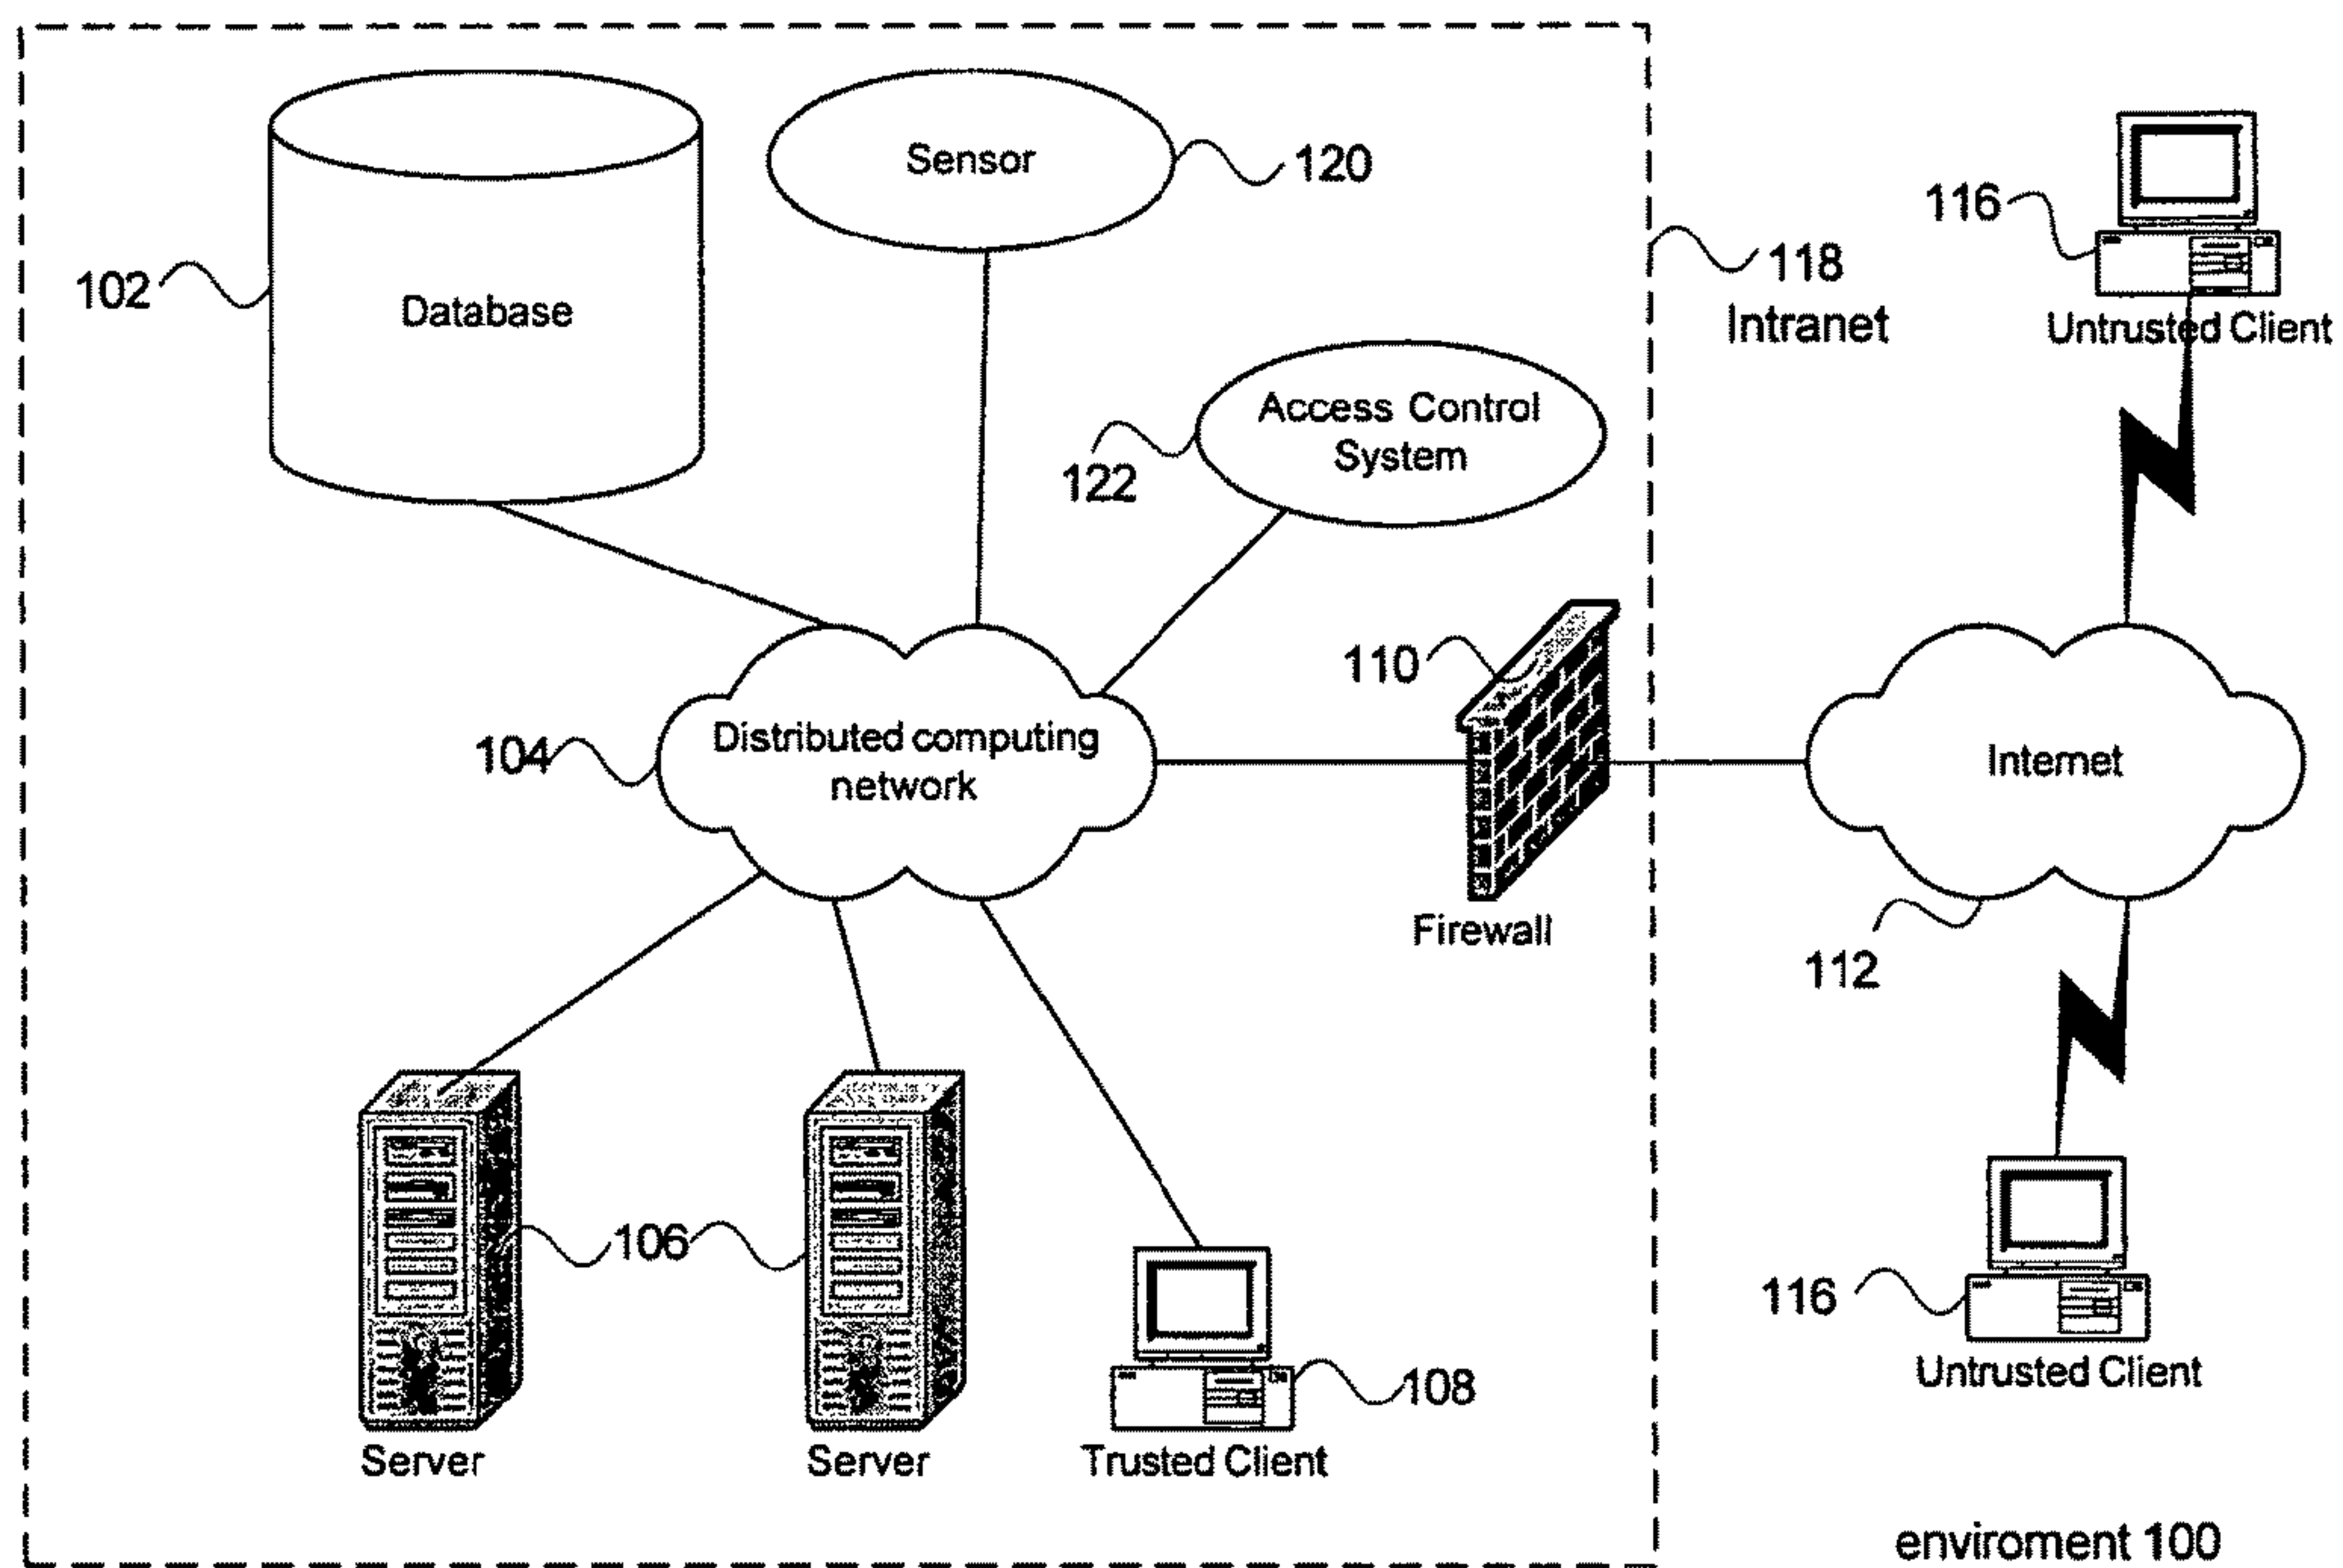 Sensor
120
116
102
Database
118
Intranet
Untrusted Client
Access Control
System
122
110
104
Distributed computing
network
Internet
Firewall
112
106
116
108
Untrusted Client
Server
Server
Trusted Client
enviroment 100